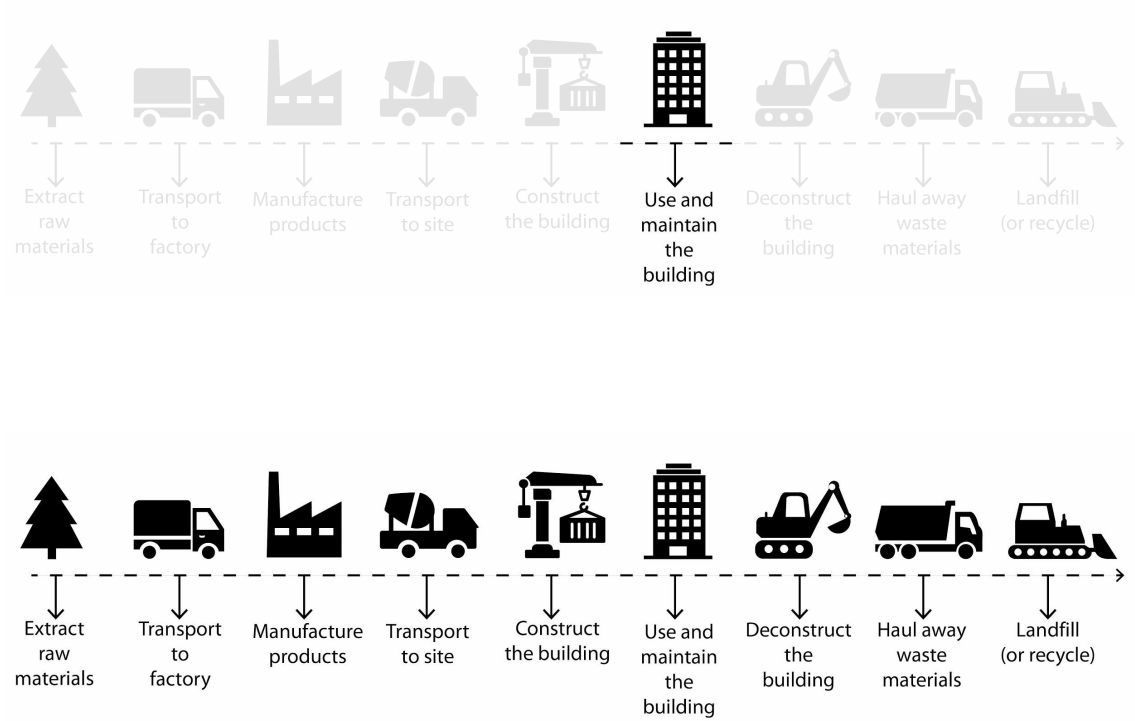 Extract
raw
materials
Transport
to
factory
Manufacture
products
Transport
to site
Construct
the building
Use and
maintain
the
building
Deconstruct
the
building
Haul away
waste
materials
Landfill
(or recycle)
Extract
raw
materials
Transport
to
factory
Manufacture
products
Transport
to site
Construct
the building
Use and
maintain
the
building
Deconstruct
the
building
Haul away
waste
materials
Landfill
(or recycle)